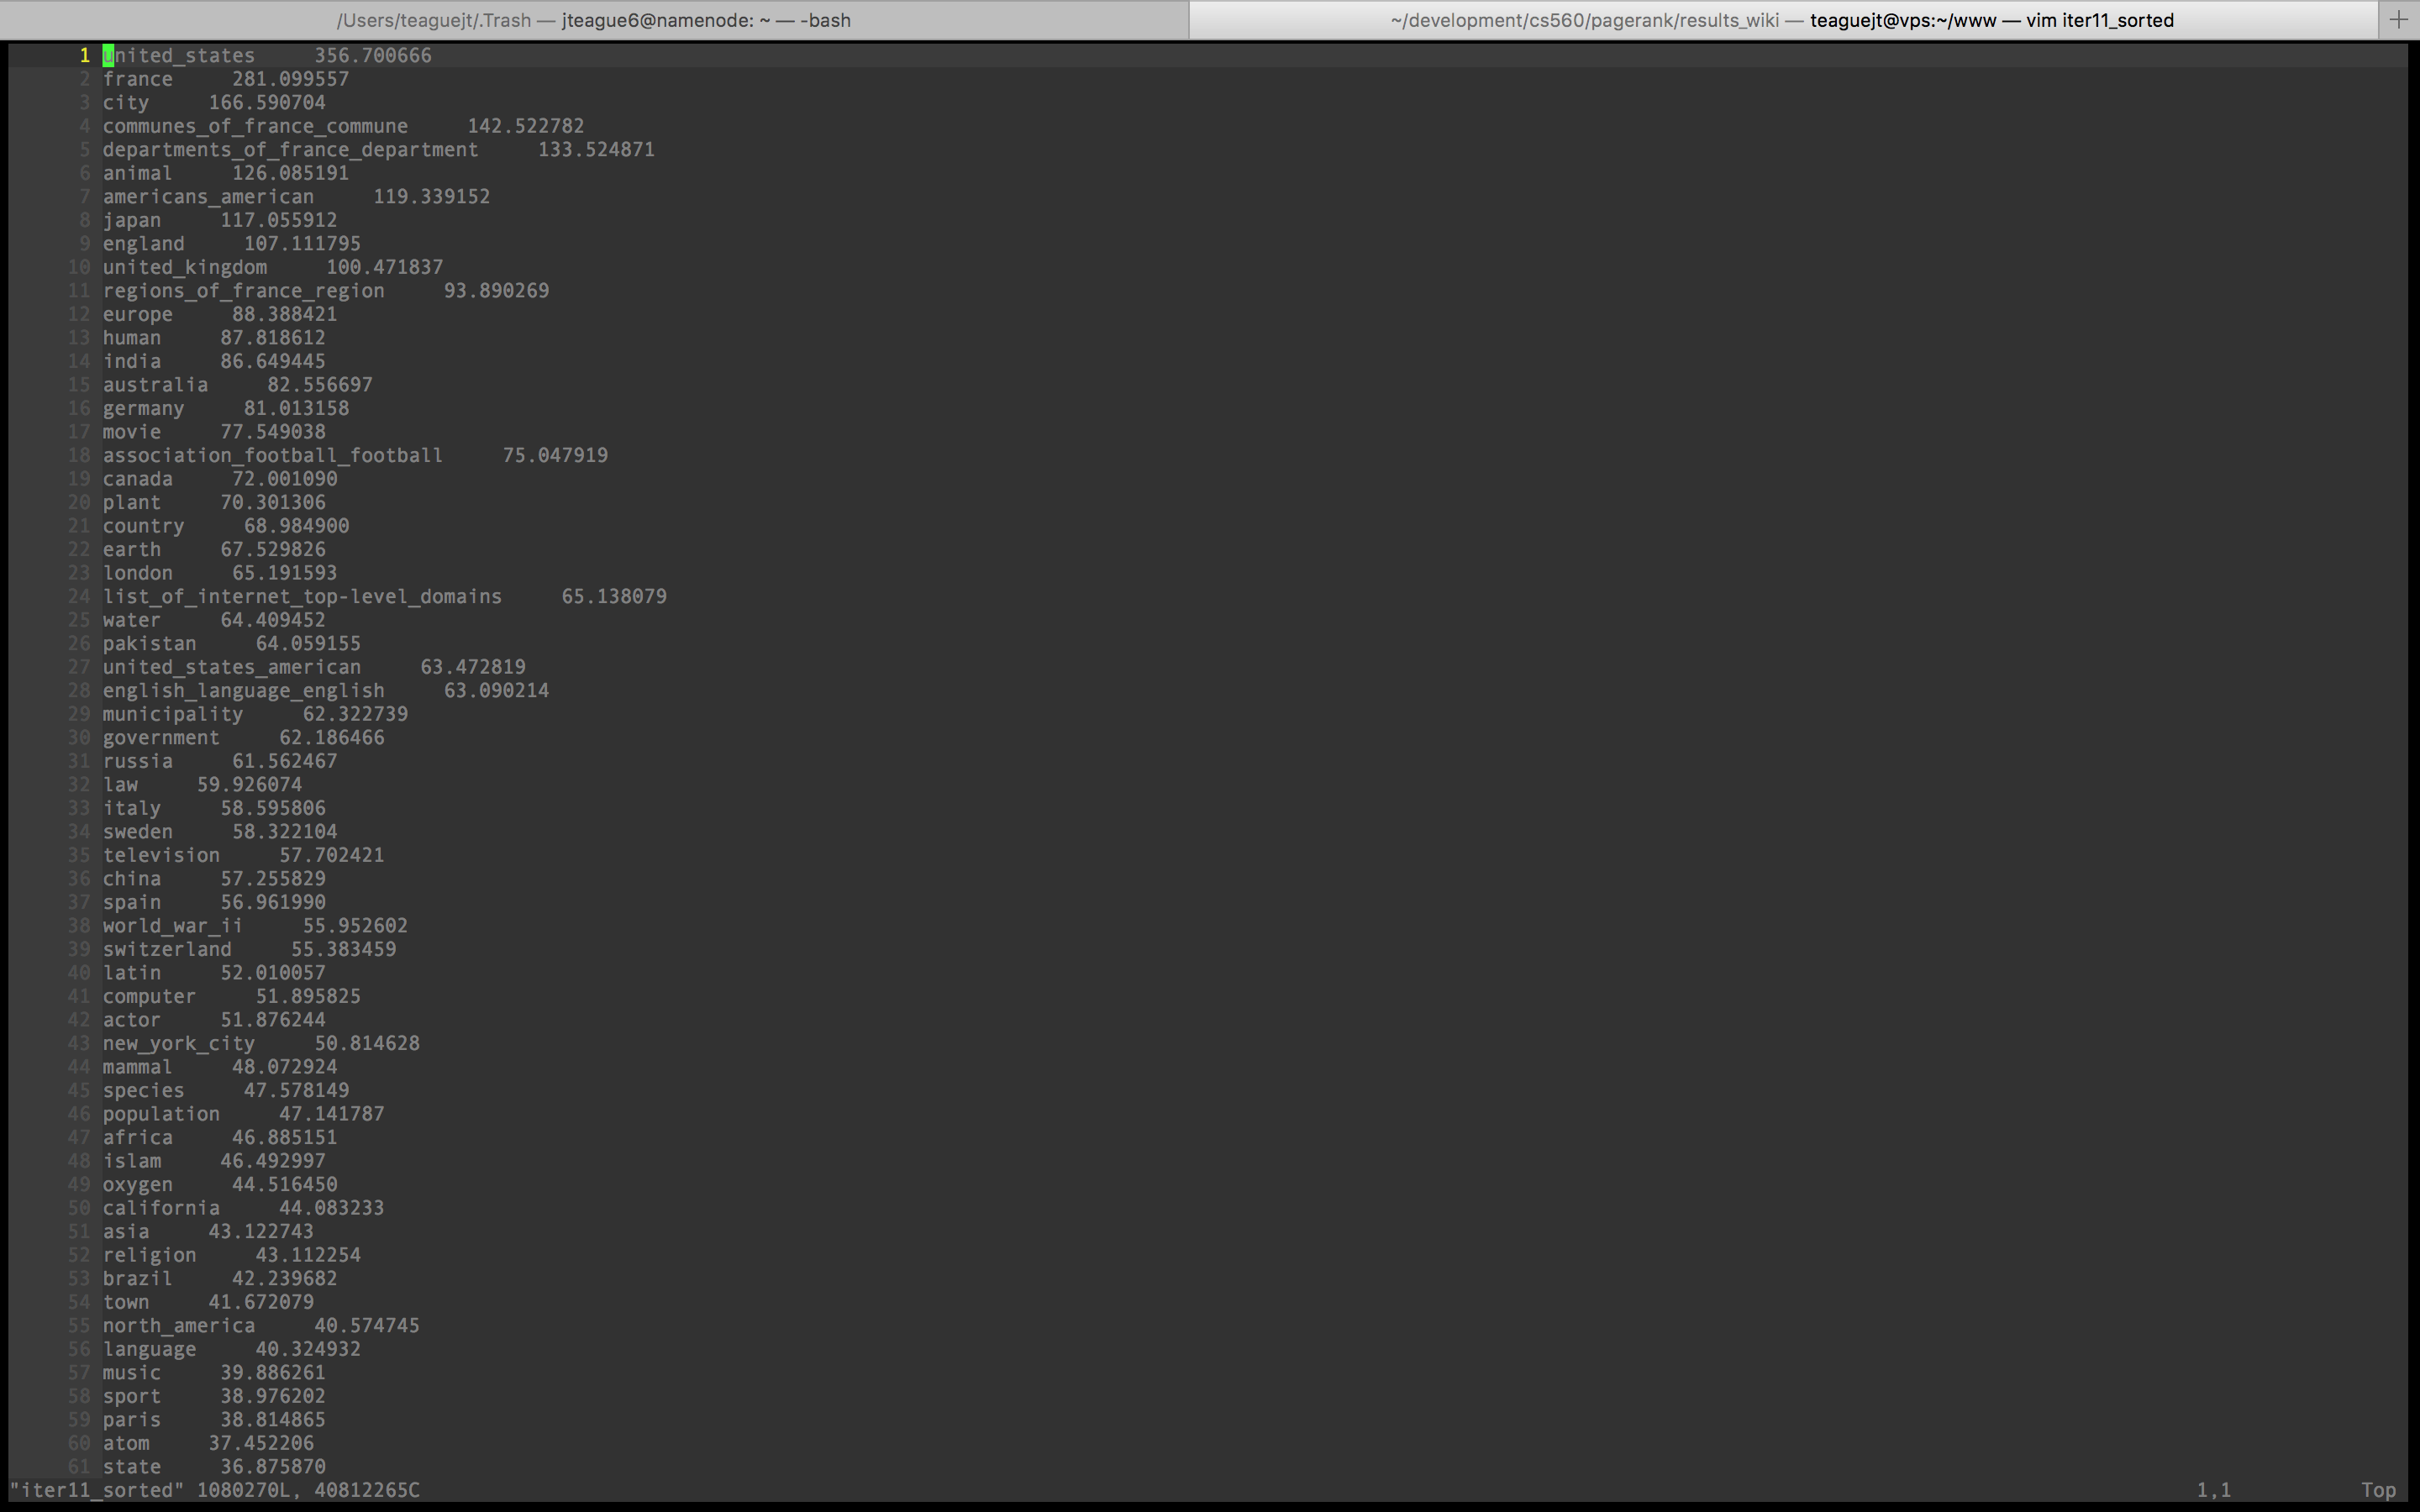 /Users/teaguejt/.Trash — jteague6@namenode: ~ — -bash
~/development/cs560/pagerank/results_wiki — teaguejt@vps:~/www — vim iter11_sorted +
1 united_states 356.700666
2 france 281.099557
3 city 166.590704
4 communes_of_france_commune 142.522782
5 departments_of_france_department 133.524871
6 animal 126.085191
7 americans_american 119.339152
8 japan 117.055912
9 england 107.111795
10 united_kingdom 100.471837
11 regions_of_france_region 93.890269
12 europe 88.388421
13 human 87.818612
14 india 86.649445
15 australia 82.556697
16 germany 81.013158
17 movie 77.549038
18 association_football_football 75.047919
19 canada 72.001090
20 plant 70.301306
21 country 68.984900
22 earth 67.529826
23 london 65.191593
24 list_of_internet_top-level_domains 65.138079
25 water 64.409452
26 pakistan 64.059155
27 united_states_american 63.472819
28 english_language_english 63.090214
29 municipality 62.322739
30 government 62.186466
31 russia 61.562467
32 law 59.926074
33 italy 58.595806
34 sweden 58.322104
35 television 57.702421
36 china 57.255829
37 spain 56.961990
38 world_war_ii 55.952602
39 switzerland 55.383459
40 latin 52.010057
41 computer 51.895825
42 actor 51.876244
43 new_york_city 50.814628
44 mammal 48.072924
45 species 47.578149
46 population 47.141787
47 africa 46.885151
48 islam 46.492997
49 oxygen 44.516450
50 california 44.083233
51 asia 43.122743
52 religion 43.112254
53 brazil 42.239682
54 town 41.672079
55 north_america 40.574745
56 language 40.324932
57 music 39.886261
58 sport 38.976202
59 paris 38.814865
60 atom 37.452206
61 state 36.875870
"iter11_sorted" 1080270L, 40812265C 1,1 Top